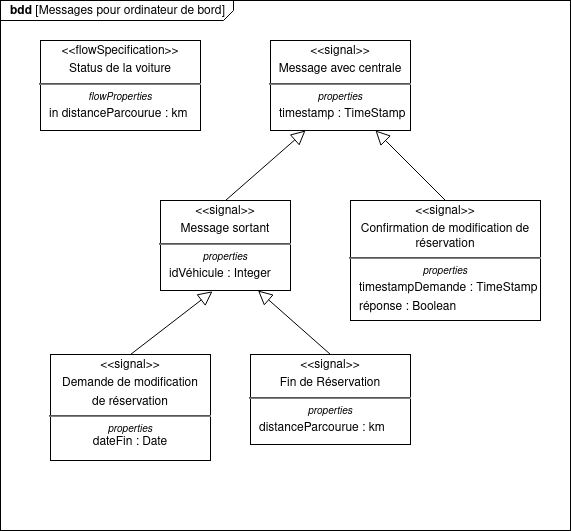 bdd [Messages pour ordinateur de bord]
<<flowSpecification>>
Status de la voiture
flowProperties
in distanceParcourue : km
<<signal>>
Message avec centrale
properties
timestamp : TimeStamp
<<signal>>
Message sortant
properties
idVéhicule : Integer
<<signal>>
Confirmation de modification de
réservation
properties
timestampDemande : TimeStamp
réponse : Boolean
<<signal>>
Demande de modification
de réservation
properties
dateFin : Date
<<signal>>
Fin de Réservation
properties
distanceParcourue : km